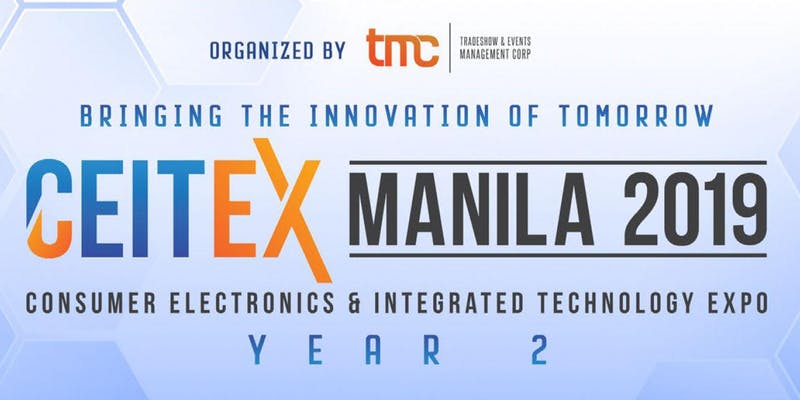 ORGANIZED BY tmc TRADESHOW & EVENTS
MANAGEMENT CORP
BRINGING THE INNOVATION OF TOMORROW
CEITEX MANILA 2019
CONSUMER ELECTRONICS & INTEGRATED TECHNOLOGY EXPO
YEAR 2